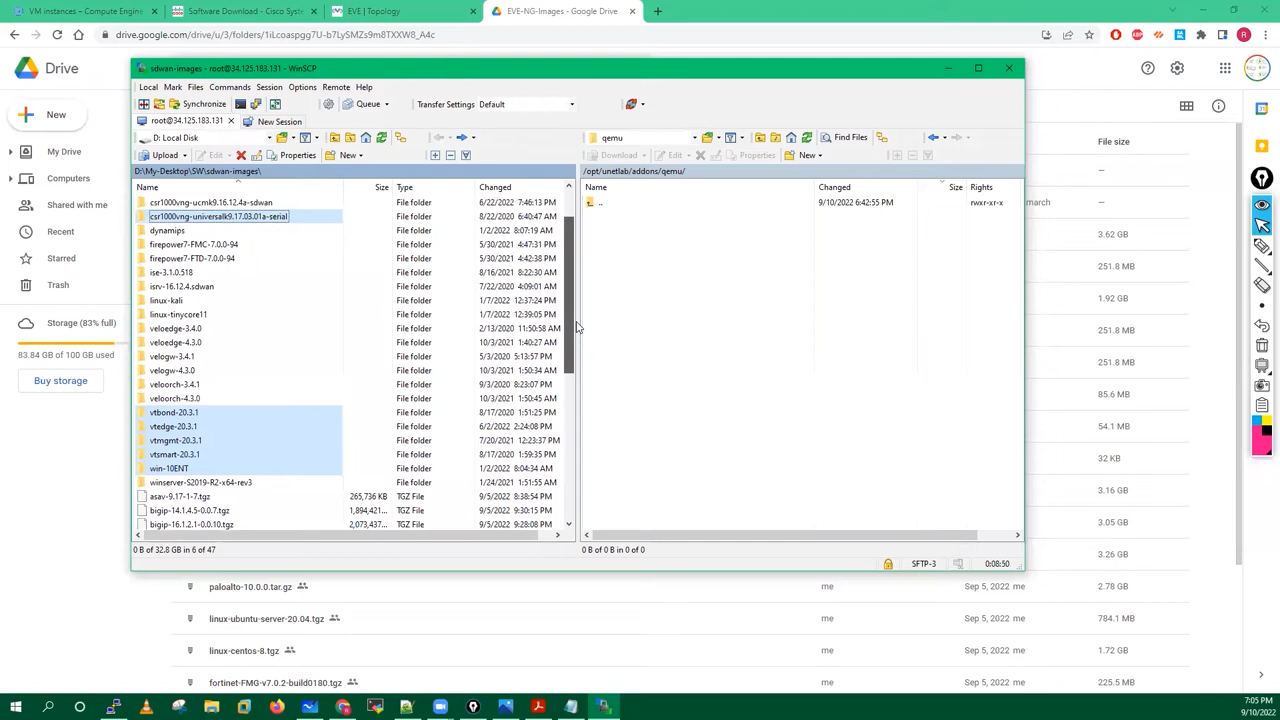 VM instances – Compute Engin
Software Download - Cisco Syste
EVE | Topology
EVE-NG-Images - Google Drive
drive.google.com/drive/u/3/folders/1iLcoaspgg7U-b7LySMZs9m8TXXW8_A4c
R
Drive
New
My Drive
Computers
Shared with me
Recent
Starred
Trash
Storage (83% full)
83.84 GB of 100 GB used
Buy storage
sdwan-images - root@34.125.183.131 - WinSCP
Local Mark Files Commands Session Options Remote Help
Synchronize Queue Transfer Settings Default
root@34.125.183.131 New Session
D: Local Disk
qemu Find Files
Upload Edit Properties New
Download Edit Properties New
D:\My-Desktop\SW\sdwan-images\
/opt/unetlab/addons/qemu/
Name Size Type Changed
Name Changed Size Rights
csr1000vng-ucmk9.16.12.4a-sdwan File folder 6/22/2022 7:46:13 PM
.. 9/10/2022 6:42:55 PM rwxr-xr-x
csr1000vng-universalk9.17.03.01a-serial File folder 8/22/2020 6:40:47 AM
dynamips File folder 1/2/2022 8:07:19 AM
firepower7-FMC-7.0.0-94 File folder 5/30/2021 4:47:31 PM
firepower7-FTD-7.0.0-94 File folder 5/30/2021 4:42:38 PM
ise-3.1.0.518 File folder 8/16/2021 8:22:30 AM
isrv-16.12.4.sdwan File folder 7/22/2020 4:09:01 AM
linux-kali File folder 1/7/2022 12:37:24 PM
linux-tinycore11 File folder 1/7/2022 12:39:05 PM
veloedge-3.4.0 File folder 2/13/2020 11:50:58 AM
veloedge-4.3.0 File folder 10/3/2021 1:40:27 AM
velogw-3.4.1 File folder 5/3/2020 5:13:57 PM
velogw-4.3.0 File folder 10/3/2021 1:50:34 AM
veloorch-3.4.1 File folder 9/3/2020 8:23:07 AM
veloorch-4.3.0 File folder 10/3/2021 1:50:45 AM
vtbond-20.3.1 File folder 8/17/2020 1:51:25 PM
vtedge-20.3.1 File folder 6/2/2022 2:24:08 PM
vtmgmt-20.3.1 File folder 7/20/2021 12:23:37 PM
vtsmart-20.3.1 File folder 8/17/2020 1:59:35 PM
win-10ENT File folder 1/2/2022 8:04:34 AM
winserver-S2019-R2-x64-rev3 File folder 1/24/2022 1:51:55 AM
asav-9.17-1-7.tgz 265,736 KB TGZ File 9/5/2022 8:38:54 PM
bigip-14.1.4.5-0.0.7.tgz 1,894,421... TGZ File 9/5/2022 9:30:15 PM
bigip-16.1.2.1-0.0.10.tgz 2,073,437... TGZ File 9/5/2022 9:28:08 PM
0 B of 32.8 GB in 6 of 47
0 B of 0 B in 0 of 0
SFTP-3 0:08:50
File size
—
march —
3.62 GB
251.8 MB
1.92 GB
251.8 MB
251.8 MB
85.6 MB
54.1 MB
32 KB
3.16 GB
3.05 GB
3.26 GB
paloalto-10.0.0.tar.gz me Sep 5, 2022 me 2.78 GB
linux-ubuntu-server-20.04.tgz me Sep 5, 2022 me 784.1 MB
linux-centos-8.tgz me Sep 5, 2022 me 1.72 GB
fortinet-FMG-v7.0.2-build0180.tgz me Sep 5, 2022 me 225.5 MB
7:05 PM
9/10/2022